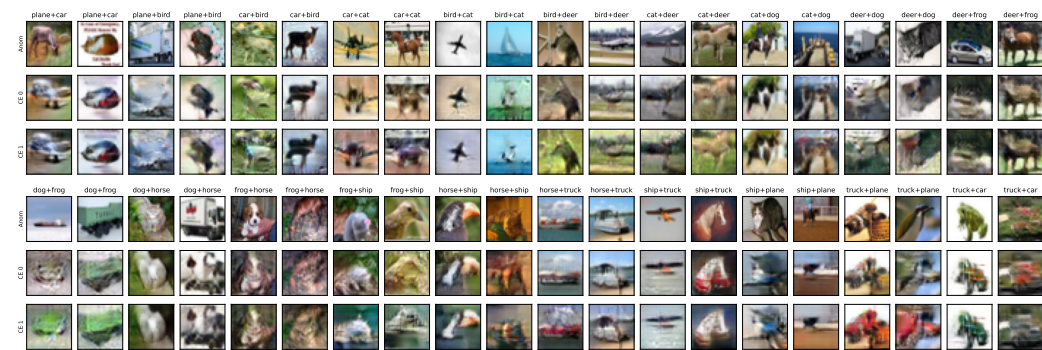 plane+car plane+car plane+bird plane+bird car+bird car+bird car+cat car+cat bird+cat bird+cat bird+deer bird+deer cat+deer cat+deer cat+dog cat+dog deer+dog deer+dog deer+frog deer+frog
Anom
CE 0
CE 1
dog+frog dog+frog dog+horse dog+horse frog+horse frog+horse frog+ship frog+ship horse+ship horse+ship horse+truck horse+truck ship+truck ship+truck ship+plane ship+plane truck+plane truck+plane truck+car truck+car
Anom
CE 0
CE 1